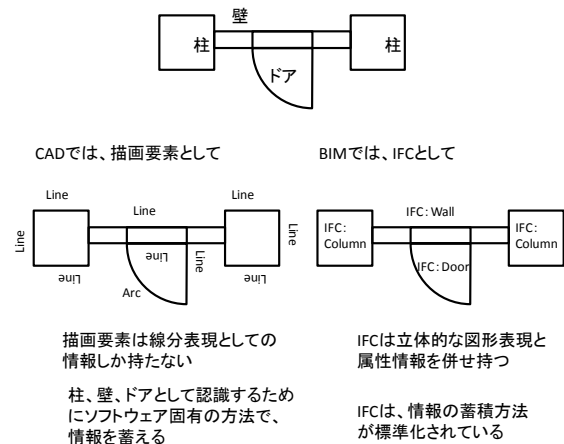 壁
柱
柱
ドア
CADでは、描画要素として
BIMでは、IFCとして
Line
Line
Line
Line
Line
Line
Line
Line
Line
Arc
IFC: Wall
IFC:
Column
IFC:
Column
IFC: Door
描画要素は線分表現としての
情報しか持たない
柱、壁、ドアとして認識するため
にソフトウェア固有の方法で、
情報を蓄える
IFCは立体的な図形表現と
属性情報を併せ持つ
IFCは、情報の蓄積方法
が標準化されている